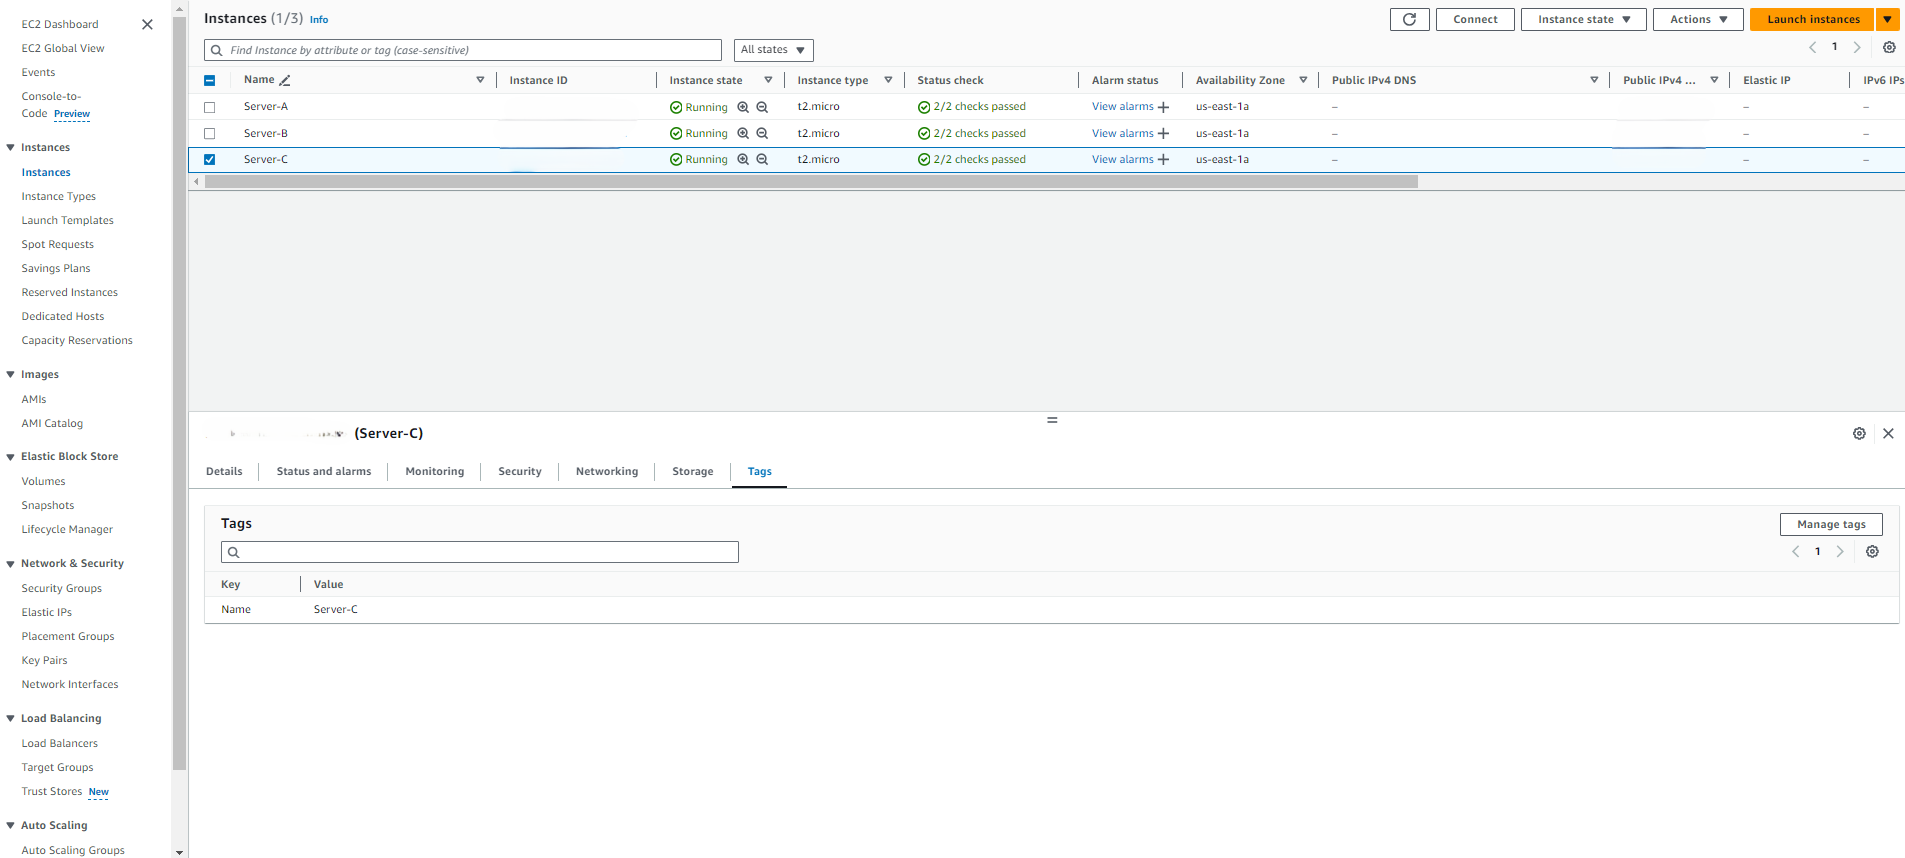 EC2 Dashboard
EC2 Global View
Events
Console-to-
Code Preview
Instances
Instances
Instance Types
Launch Templates
Spot Requests
Savings Plans
Reserved Instances
Dedicated Hosts
Capacity Reservations
Images
AMIs
AMI Catalog
Elastic Block Store
Volumes
Snapshots
Lifecycle Manager
Network & Security
Security Groups
Elastic IPs
Placement Groups
Key Pairs
Network Interfaces
Load Balancing
Load Balancers
Target Groups
Trust Stores New
Auto Scaling
Auto Scaling Groups
Instances (1/3) Info
Connect Instance state Actions Launch instances
Find Instance by attribute or tag (case-sensitive) All states 1
Name Instance ID Instance state Instance type Status check Alarm status Availability Zone Public IPv4 DNS Public IPv4 ... Elastic IP IPv6 IPs
Server-A Running t2.micro 2/2 checks passed View alarms + us-east-1a – – –
Server-B Running t2.micro 2/2 checks passed View alarms + us-east-1a – – –
Server-C Running t2.micro 2/2 checks passed View alarms + us-east-1a – – –
(Server-C)
Details Status and alarms Monitoring Security Networking Storage Tags
Tags
Manage tags
1
Key Value
Name Server-C